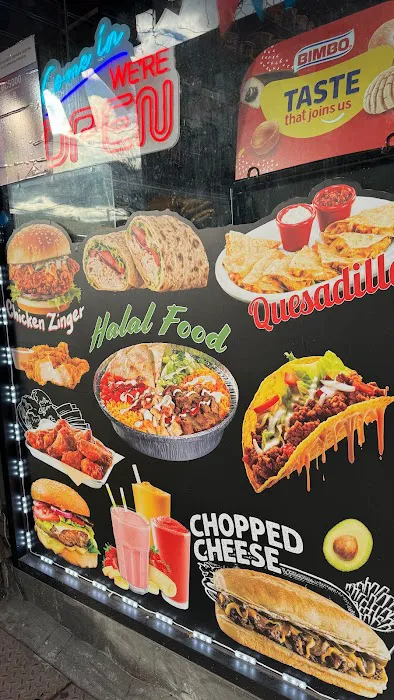 Come in
WE'RE
OPEN
BIMBO
TASTE
that joins us
Chicken Zinger
Halal Food
Quesadilla
CHOPPED
CHEESE